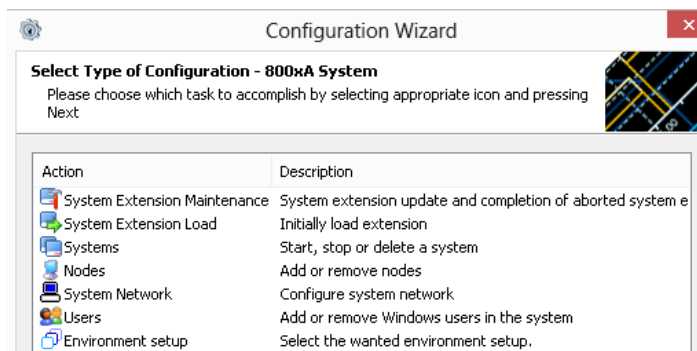 Configuration Wizard
Select Type of Configuration - 800xA System
Please choose which task to accomplish by selecting appropriate icon and pressing
Next
Action Description
System Extension Maintenance System extension update and completion of aborted system e
System Extension Load Initially load extension
Systems Start, stop or delete a system
Nodes Add or remove nodes
System Network Configure system network
Users Add or remove Windows users in the system
Environment setup Select the wanted environment setup.